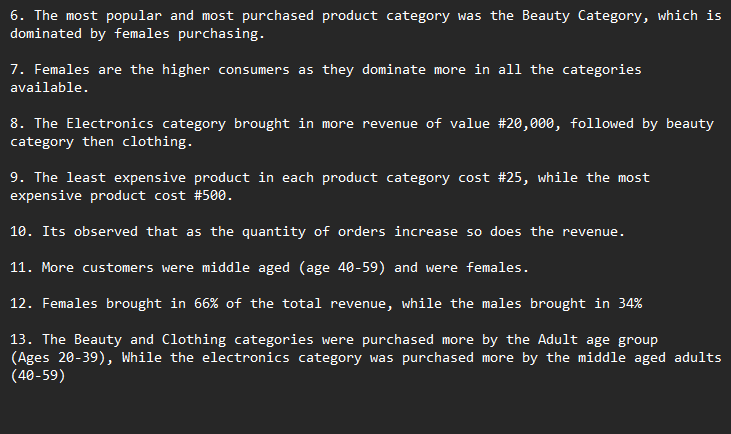 6. The most popular and most purchased product category was the Beauty Category, which is
dominated by females purchasing.
7. Females are the higher consumers as they dominate more in all the categories
available.
8. The Electronics category brought in more revenue of value #20,000, followed by beauty
category then clothing.
9. The least expensive product in each product category cost #25, while the most
expensive product cost #500.
10. Its observed that as the quantity of orders increase so does the revenue.
11. More customers were middle aged (age 40-59) and were females.
12. Females brought in 66% of the total revenue, while the males brought in 34%
13. The Beauty and Clothing categories were purchased more by the Adult age group
(Ages 20-39), While the electronics category was purchased more by the middle aged adults
(40-59)